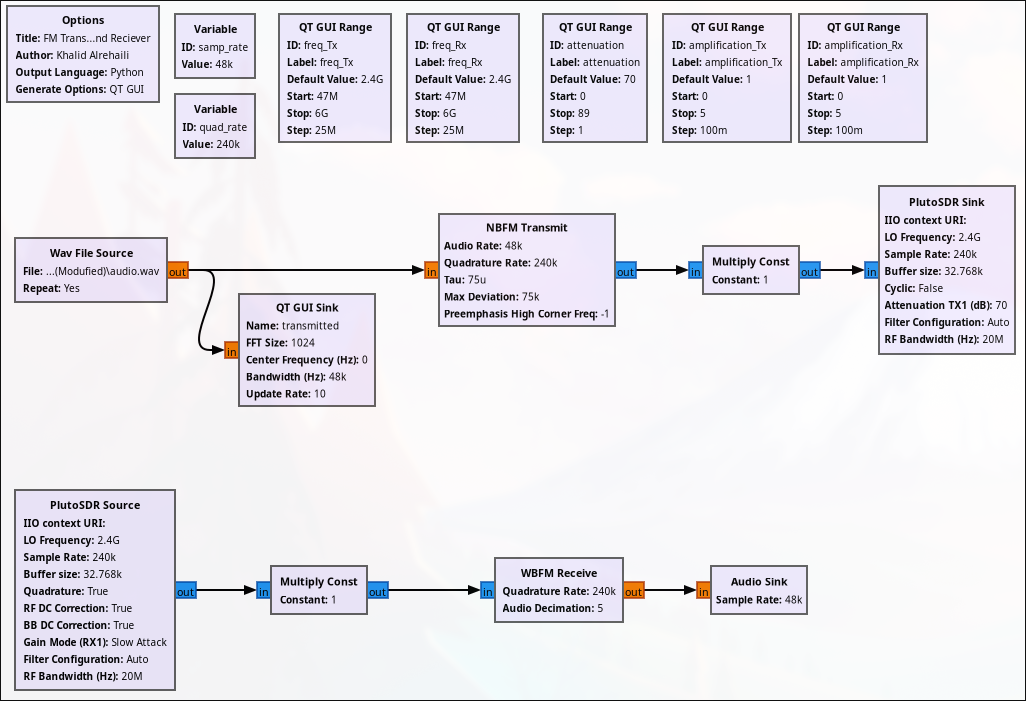 Options
Title: FM Trans...nd Reciever
Author: Khalid Alrehaili
Output Language: Python
Generate Options: QT GUI
Variable
ID: samp_rate
Value: 48k
Variable
ID: quad_rate
Value: 240k
QT GUI Range
ID: freq_Tx
Label: freq_Tx
Default Value: 2.4G
Start: 47M
Stop: 6G
Step: 25M
QT GUI Range
ID: freq_Rx
Label: freq_Rx
Default Value: 2.4G
Start: 47M
Stop: 6G
Step: 25M
QT GUI Range
ID: attenuation
Label: attenuation
Default Value: 70
Start: 0
Stop: 89
Step: 1
QT GUI Range
ID: amplification_Tx
Label: amplification_Tx
Default Value: 1
Start: 0
Stop: 5
Step: 100m
QT GUI Range
ID: amplification_Rx
Label: amplification_Rx
Default Value: 1
Start: 0
Stop: 5
Step: 100m
Wav File Source
File: ...(Modufied)\audio.wav
Repeat: Yes
out
in
QT GUI Sink
Name: transmitted
FFT Size: 1024
Center Frequency (Hz): 0
Bandwidth (Hz): 48k
Update Rate: 10
in
NBFM Transmit
Audio Rate: 48k
Quadrature Rate: 240k
Tau: 75u
Max Deviation: 75k
Preemphasis High Corner Freq: -1
out
in
Multiply Const
Constant: 1
out
in
PlutoSDR Sink
IIO context URI:
LO Frequency: 2.4G
Sample Rate: 240k
Buffer size: 32.768k
Cyclic: False
Attenuation TX1 (dB): 70
Filter Configuration: Auto
RF Bandwidth (Hz): 20M
PlutoSDR Source
IIO context URI:
LO Frequency: 2.4G
Sample Rate: 240k
Buffer size: 32.768k
Quadrature: True
RF DC Correction: True
BB DC Correction: True
Gain Mode (RX1): Slow Attack
Filter Configuration: Auto
RF Bandwidth (Hz): 20M
out
in
Multiply Const
Constant: 1
out
in
WBFM Receive
Quadrature Rate: 240k
Audio Decimation: 5
out
in
Audio Sink
Sample Rate: 48k